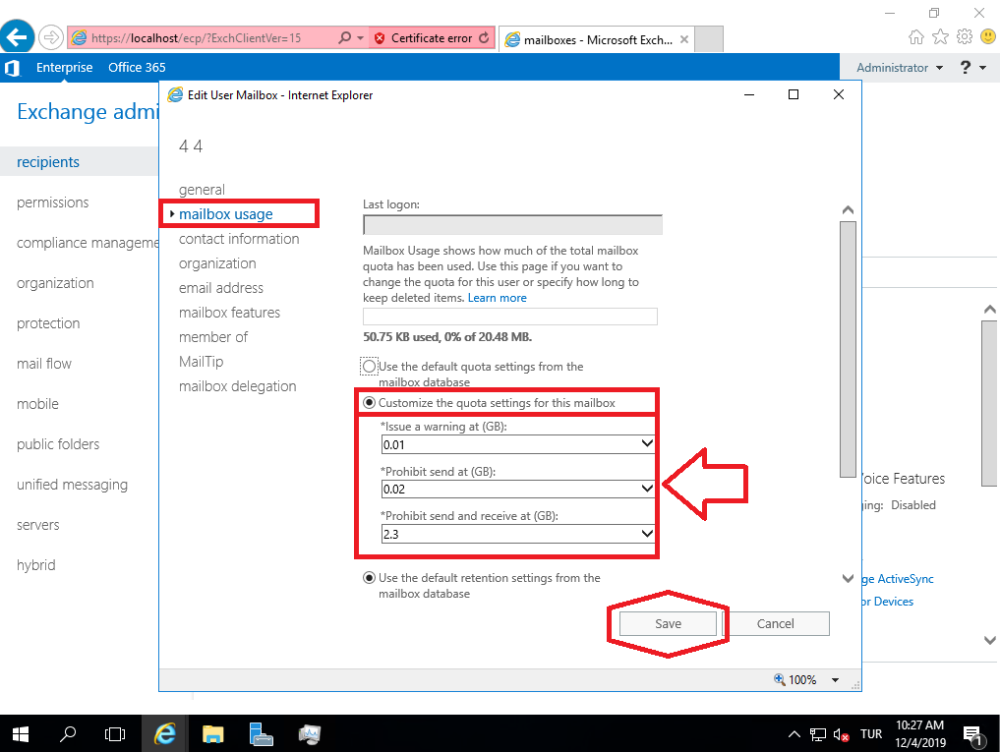 https://localhost/ecp/?ExchClientVer=15
Certificate error
mailboxes - Microsoft Exch...
Enterprise
Office 365
Administrator
?
Exchange admi
Edit User Mailbox - Internet Explorer
4 4
recipients
permissions
compliance manageme
organization
protection
mail flow
mobile
public folders
unified messaging
servers
hybrid
general
mailbox usage
contact information
organization
email address
mailbox features
member of
MailTip
mailbox delegation
Last logon:
Mailbox Usage shows how much of the total mailbox
quota has been used. Use this page if you want to
change the quota for this user or specify how long to
keep deleted items. Learn more
50.75 KB used, 0% of 20.48 MB.
Use the default quota settings from the
mailbox database
Customize the quota settings for this mailbox
*Issue a warning at (GB):
0.01
*Prohibit send at (GB):
0.02
*Prohibit send and receive at (GB):
2.3
Use the default retention settings from the
mailbox database
Save
Cancel
100%
oice Features
ging: Disabled
ge ActiveSync
or Devices
TUR
10:27 AM
12/4/2019
1